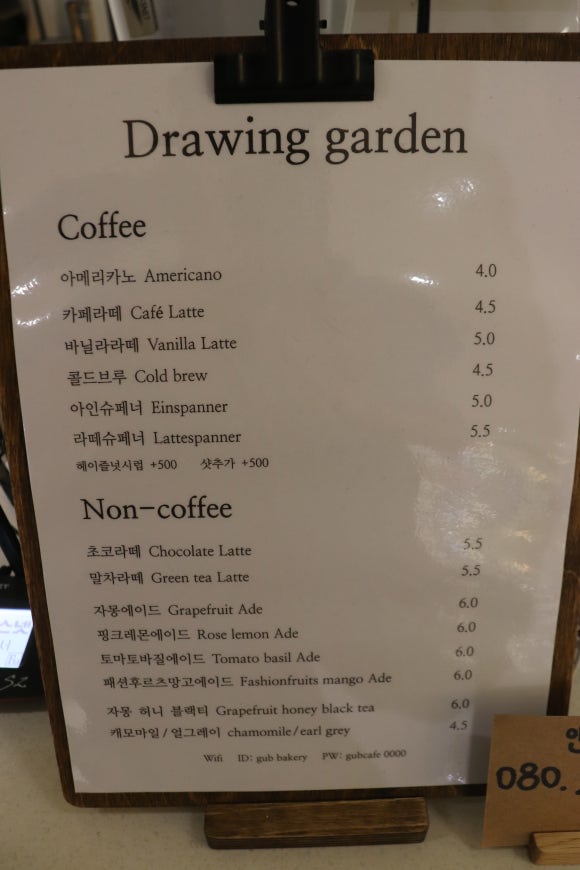 Drawing garden
Coffee
아메리카노 Americano 4.0
카페라떼 Café Latte 4.5
바닐라라떼 Vanilla Latte 5.0
콜드브루 Cold brew 4.5
아인슈페너 Einspanner 5.0
라떼슈페너 Lattespanner 5.5
헤이즐넛시럽 +500 샷추가 +500
Non-coffee
초코라떼 Chocolate Latte 5.5
말차라떼 Green tea Latte 5.5
자몽에이드 Grapefruit Ade 6.0
핑크레몬에이드 Rose lemon Ade 6.0
토마토바질에이드 Tomato basil Ade 6.0
패션후르츠망고에이드 Fashionfruits mango Ade 6.0
자몽 허니 블랙티 Grapefruit honey black tea 6.0
캐모마일/얼그레이 chamomile/earl grey 4.5
Wifi ID: gub bakery PW: gubcafe 0000
080.